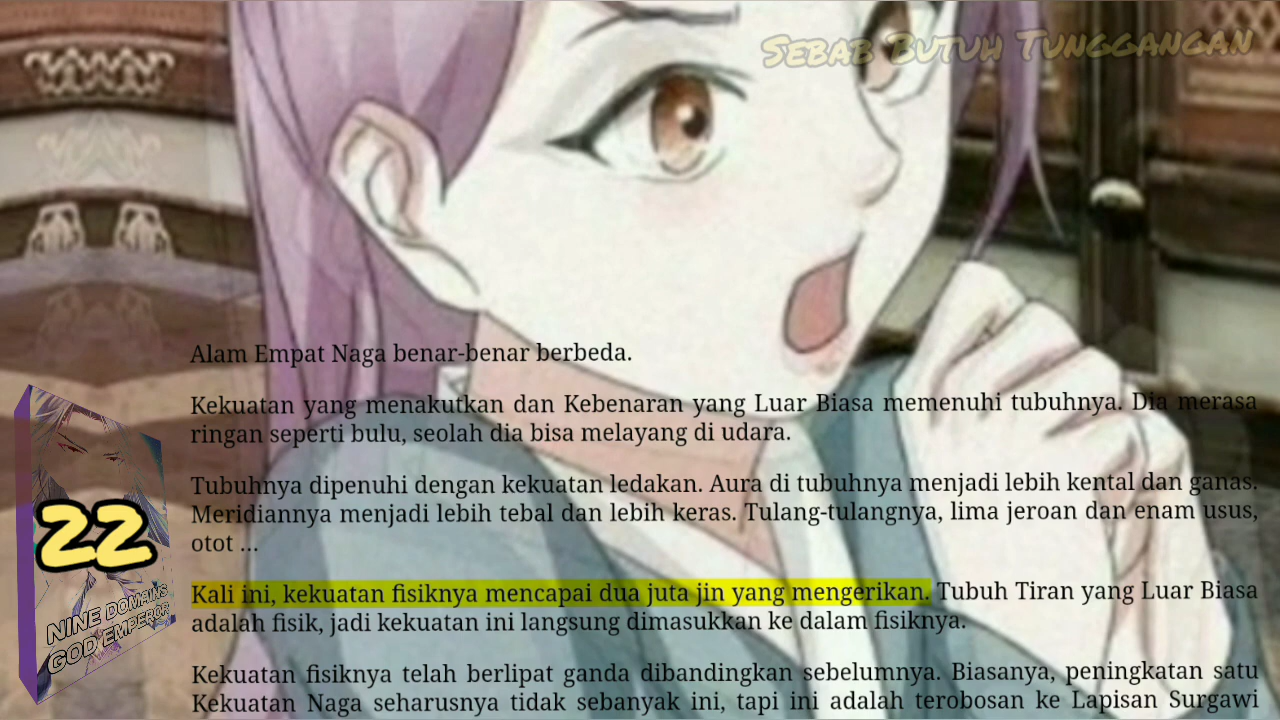 Sebab Butuh Tunggangan
Alam Empat Naga benar-benar berbeda.
Kekuatan yang menakutkan dan Kebenaran yang Luar Biasa memenuhi tubuhnya. Dia merasa
ringan seperti bulu, seolah dia bisa melayang di udara.
Tubuhnya dipenuhi dengan kekuatan ledakan. Aura di tubuhnya menjadi lebih kental dan ganas.
Meridiannya menjadi lebih tebal dan lebih keras. Tulang-tulangnya, lima jeroan dan enam usus,
otot ...
Kali ini, kekuatan fisiknya mencapai dua juta jin yang mengerikan. Tubuh Tiran yang Luar Biasa
adalah fisik, jadi kekuatan ini langsung dimasukkan ke dalam fisiknya.
Kekuatan fisiknya telah berlipat ganda dibandingkan sebelumnya. Biasanya, peningkatan satu
Kekuatan Naga seharusnya tidak sebanyak ini, tapi ini adalah terobosan ke Lapisan Surgawi
22
NINE DOMAINS
GOD EMPEROR